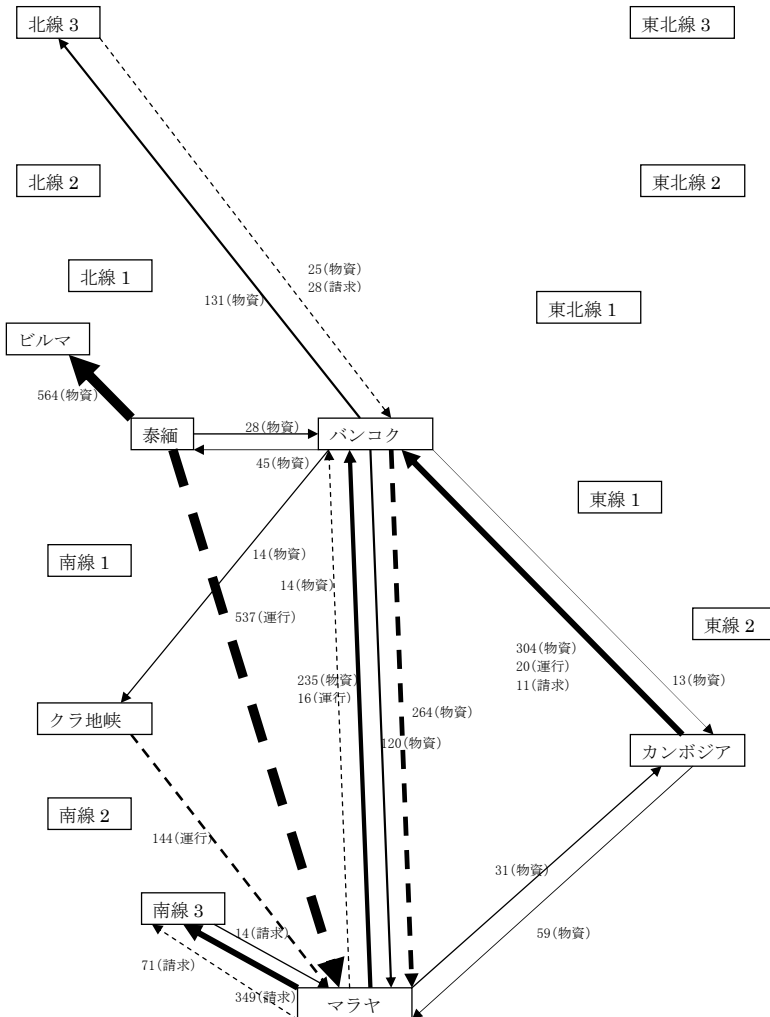 北線 3
東北線 3
北線 2
東北線 2
北線 1
25(物資)
28(請求)
131(物資)
東北線 1
ビルマ
564(物資)
泰緬
28(物資)
バンコク
45(物資)
東線 1
南線 1
14(物資)
14(物資)
537(運行)
東線 2
304(物資)
20(運行)
11(請求)
13(物資)
235(物資)
16(運行)
264(物資)
クラ地峡
120(物資)
カンボジア
南線 2
144(運行)
31(物資)
南線 3
14(請求)
59(物資)
71(請求)
349(請求)
マラヤ